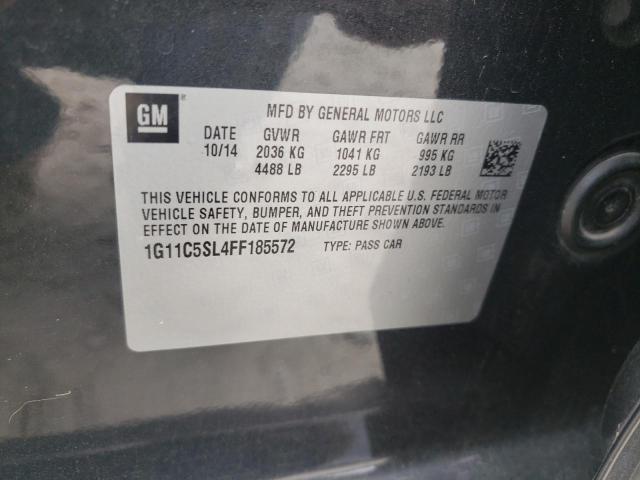 GM
MFD BY GENERAL MOTORS LLC
DATE GVWR GAWR FRT GAWR RR
10/14 2036 KG 1041 KG 995 KG
4488 LB 2295 LB 2193 LB
THIS VEHICLE CONFORMS TO ALL APPLICABLE U.S. FEDERAL MOTOR
VEHICLE SAFETY, BUMPER, AND THEFT PREVENTION STANDARDS IN
EFFECT ON THE DATE OF MANUFACTURE SHOWN ABOVE.
1G11C5SL4FF185572 TYPE: PASS CAR